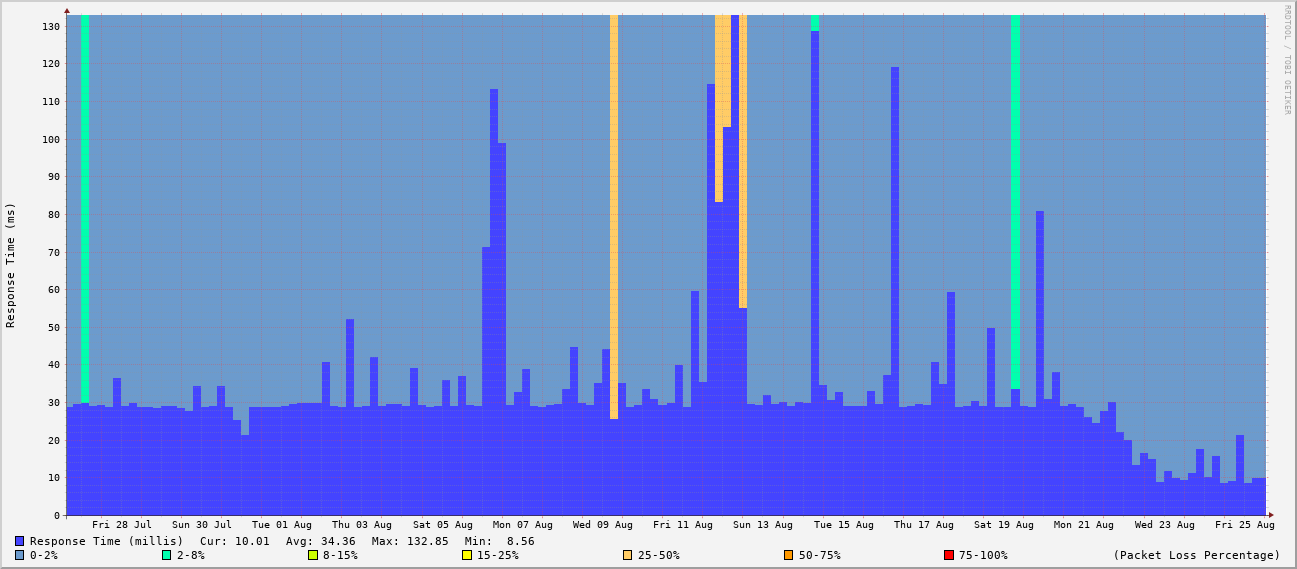 RRDTOOL / TOBI OETIKER
Response Time (ms)
130
120
110
100
90
80
70
60
50
40
30
20
10
0
Fri 28 Jul Sun 30 Jul Tue 01 Aug Thu 03 Aug Sat 05 Aug Mon 07 Aug Wed 09 Aug Fri 11 Aug Sun 13 Aug Tue 15 Aug Thu 17 Aug Sat 19 Aug Mon 21 Aug Wed 23 Aug Fri 25 Aug
Response Time (millis) Cur: 10.01 Avg: 34.36 Max: 132.85 Min: 8.56
0-2% 2-8% 8-15% 15-25% 25-50% 50-75% 75-100% (Packet Loss Percentage)